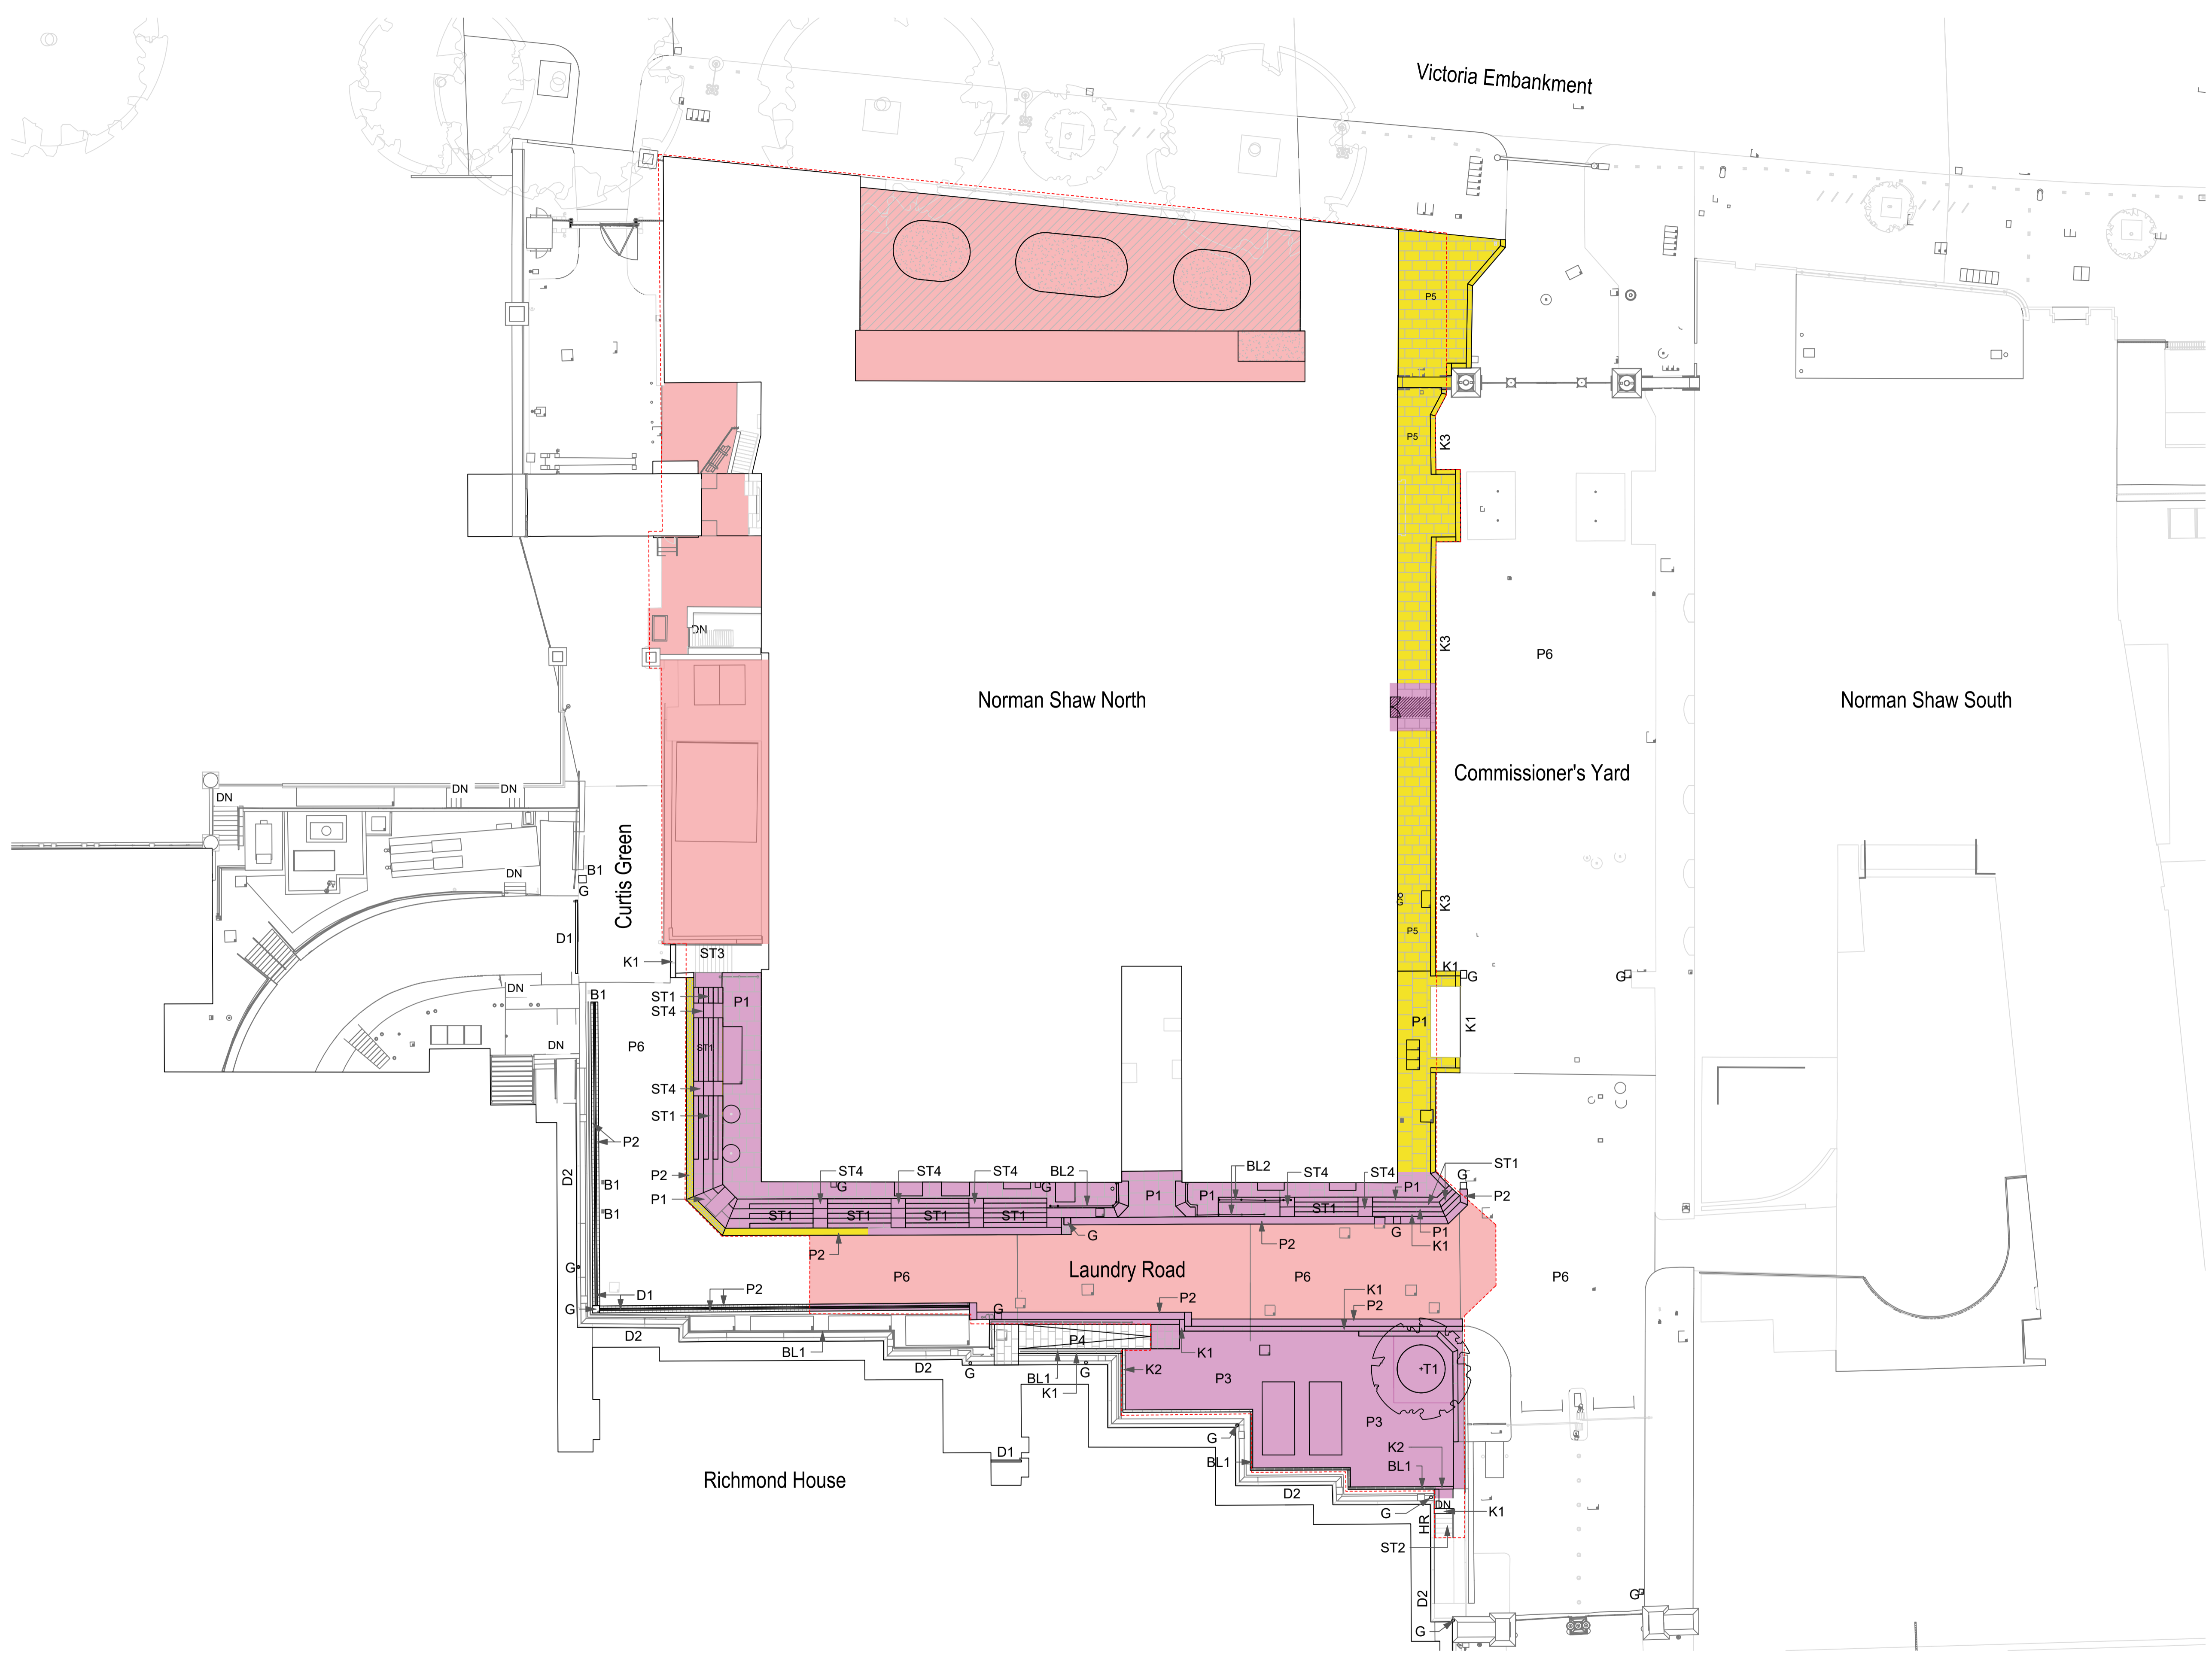 Victoria Embankment
P5
P5
K3
DN
K3
P6
Norman Shaw North
Norman Shaw South
Commissioner's Yard
DN
DN
DN
DN
B1
G
Curtis Green
G
K3
P5
D1
ST3
K1
K1
G
G
DN
B1
ST1
P1
ST4
P1
K1
DN
P6
ST1
ST4
ST1
P2
D2
P2
B1
P1
B1
ST4
ST4
ST4
BL2
BL2
ST4
ST4
ST1
G
G
G
P1
P1
P1
P2
ST1
ST1
ST1
ST1
ST1
P1
K1
G
G
P2
P2
G
Laundry Road
P6
P6
P6
D1
P2
K1
P2
P2
G
G
D2
BL1
D2
P4
K1
G
BL1
G
K1
K2
P3
T1
P3
G
K2
D1
BL1
BL1
Richmond House
D2
G
DN
K1
HR
ST2
D2
G
G